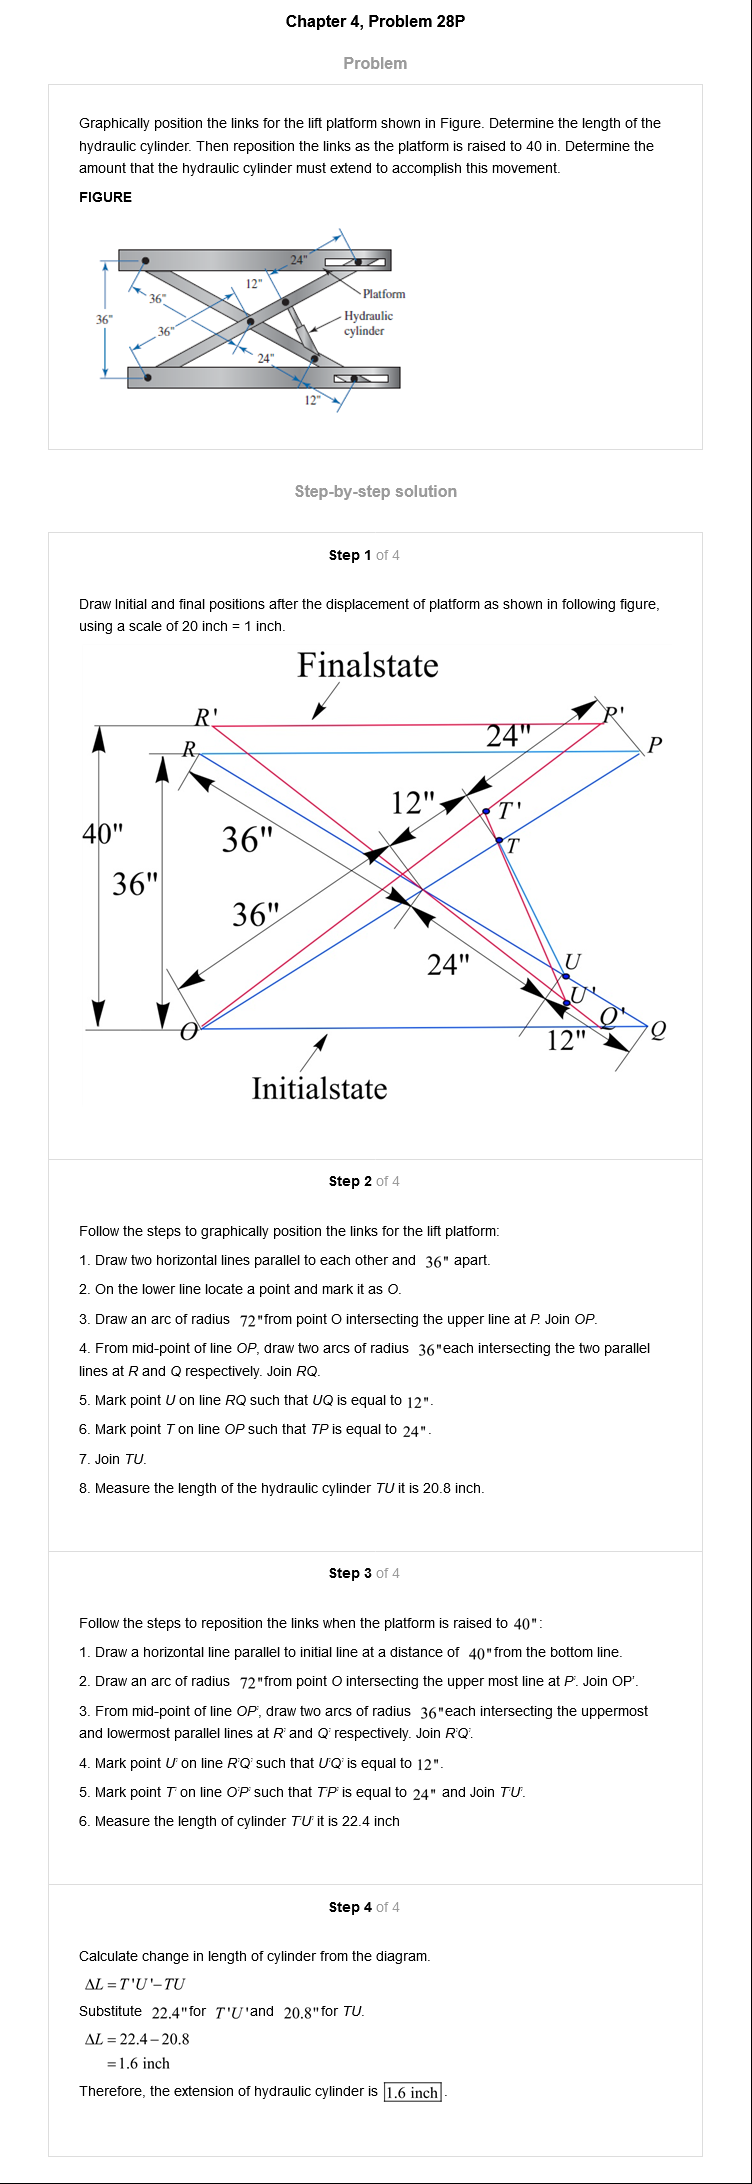 Chapter 4, Problem 28P
Problem
Graphically position the links for the lift platform shown in Figure. Determine the length of the
hydraulic cylinder. Then reposition the links as the platform is raised to 40 in. Determine the
amount that the hydraulic cylinder must extend to accomplish this movement.
FIGURE
24"
12"
36"
Platform
36"
36"
Hydraulic
cylinder
24"
12"
Step-by-step solution
Step 1 of 4
Draw Initial and final positions after the displacement of platform as shown in following figure,
using a scale of 20 inch = 1 inch.
Finalstate
R'
P'
24"
R
P
12"
T'
40"
36"
T
36"
36"
24"
U
U'
Q'
O
Q
12"
Initialstate
Step 2 of 4
Follow the steps to graphically position the links for the lift platform:
1. Draw two horizontal lines parallel to each other and 36" apart.
2. On the lower line locate a point and mark it as O.
3. Draw an arc of radius 72"from point O intersecting the upper line at P. Join OP.
4. From mid-point of line OP, draw two arcs of radius 36"each intersecting the two parallel
lines at R and Q respectively. Join RQ.
5. Mark point U on line RQ such that UQ is equal to 12".
6. Mark point T on line OP such that TP is equal to 24".
7. Join TU.
8. Measure the length of the hydraulic cylinder TU it is 20.8 inch.
Step 3 of 4
Follow the steps to reposition the links when the platform is raised to 40":
1. Draw a horizontal line parallel to initial line at a distance of 40"from the bottom line.
2. Draw an arc of radius 72"from point O intersecting the upper most line at P'. Join OP'.
3. From mid-point of line OP', draw two arcs of radius 36"each intersecting the uppermost
and lowermost parallel lines at R' and Q' respectively. Join R'Q'.
4. Mark point U' on line R'Q' such that U'Q' is equal to 12".
5. Mark point T' on line O'P' such that T'P' is equal to 24" and Join T'U'.
6. Measure the length of cylinder T'U' it is 22.4 inch
Step 4 of 4
Calculate change in length of cylinder from the diagram.
ΔL = T'U'−TU
Substitute 22.4"for T'U'and 20.8"for TU.
ΔL = 22.4 − 20.8
= 1.6 inch
Therefore, the extension of hydraulic cylinder is 1.6 inch.